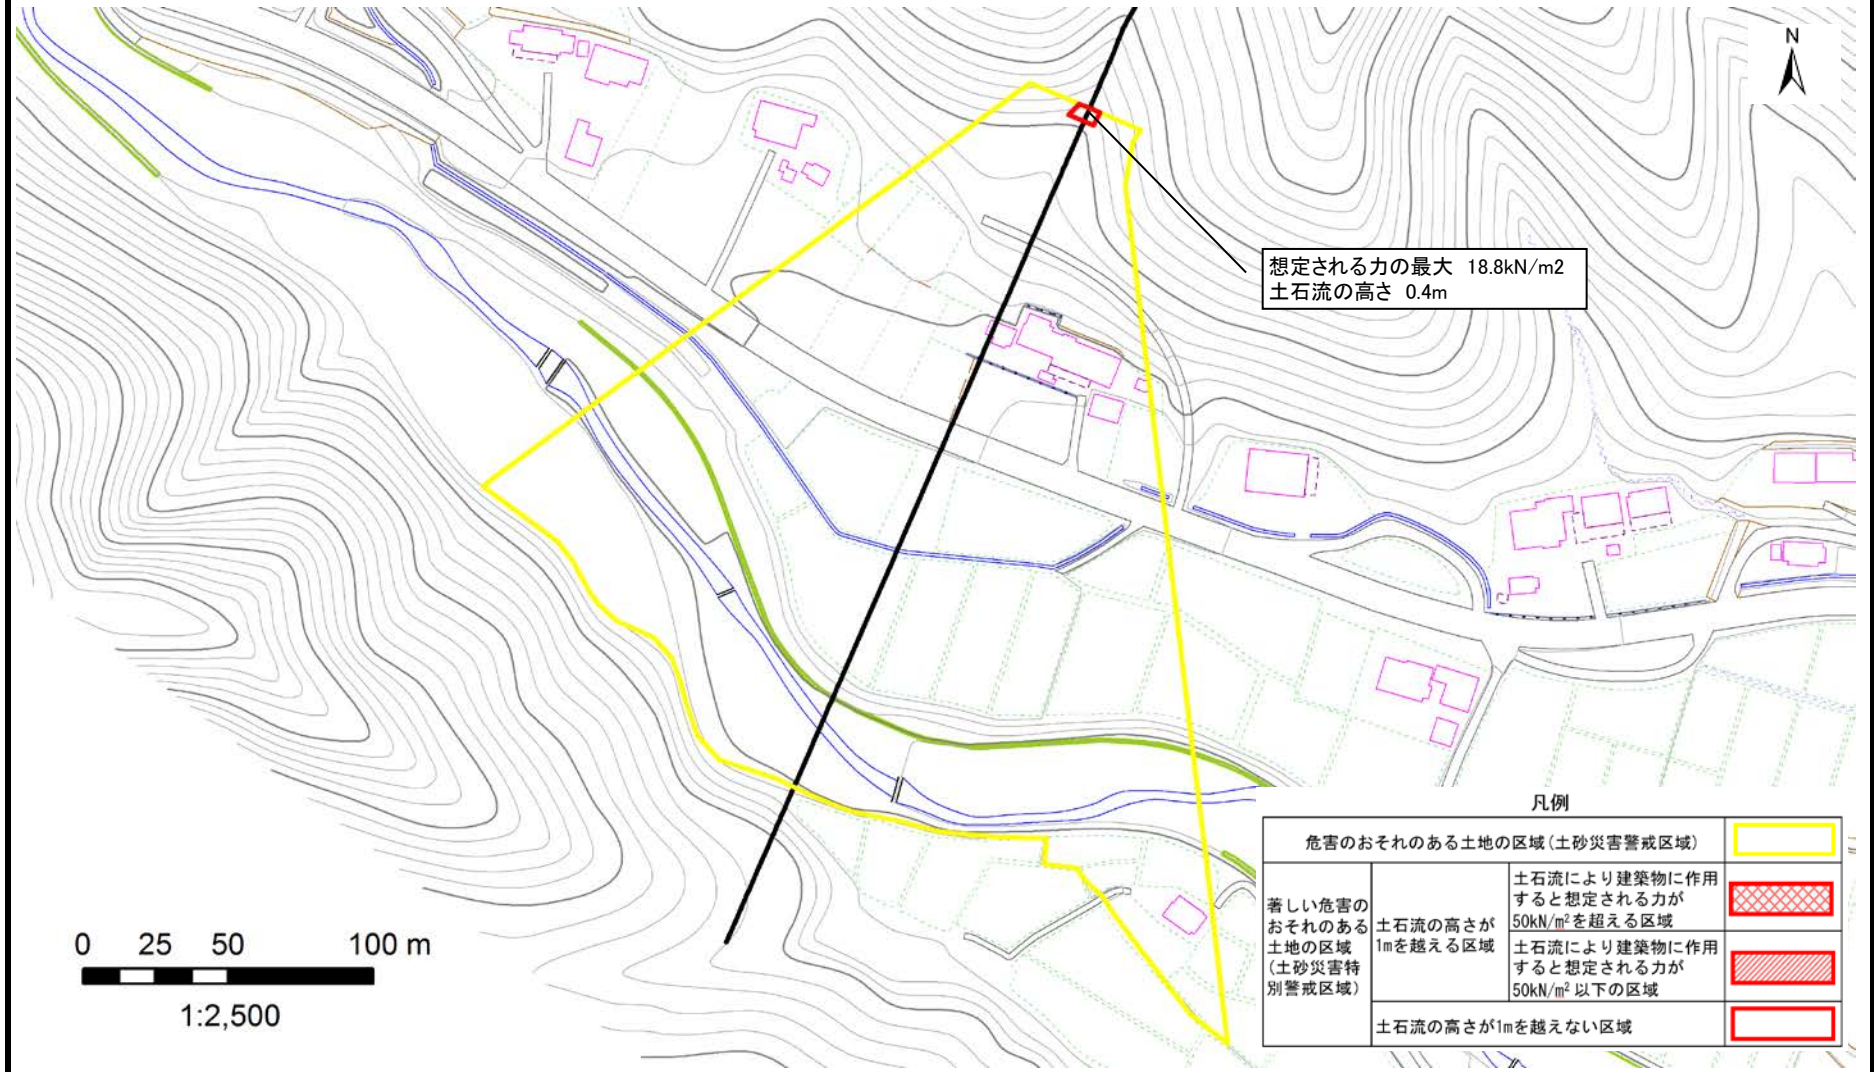 N
想定される力の最大 18.8kN/m2
土石流の高さ 0.4m
0 25 50 100 m
1:2,500
凡例
危害のおそれのある土地の区域(土砂災害警戒区域)
著しい危害の
おそれのある
土地の区域
(土砂災害特
別警戒区域)
土石流の高さが
1mを越える区域
土石流により建築物に作用
すると想定される力が
50kN/㎡を超える区域
土石流により建築物に作用
すると想定される力が
50kN/㎡以下の区域
土石流の高さが1mを越えない区域